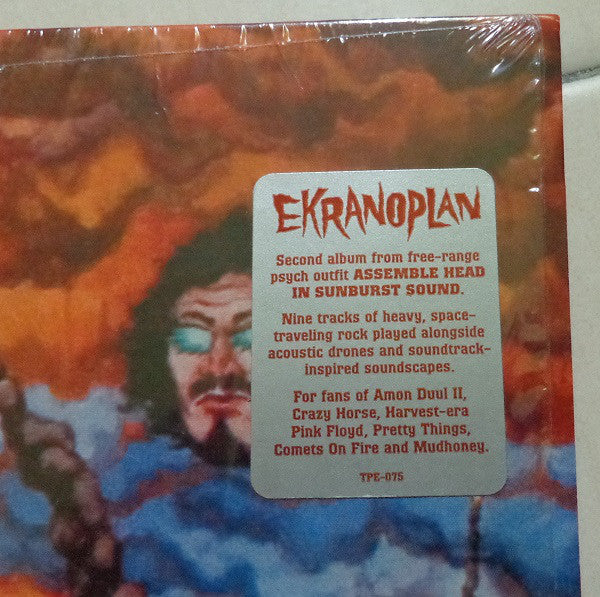 EKRANOPLAN
Second album from free-range
psych outfit ASSEMBLE HEAD
IN SUNBURST SOUND.
Nine tracks of heavy, space-
traveling rock played alongside
acoustic drones and soundtrack-
inspired soundscapes.
For fans of Amon Duul II,
Crazy Horse, Harvest-era
Pink Floyd, Pretty Things,
Comets On Fire and Mudhoney.
TPE-075